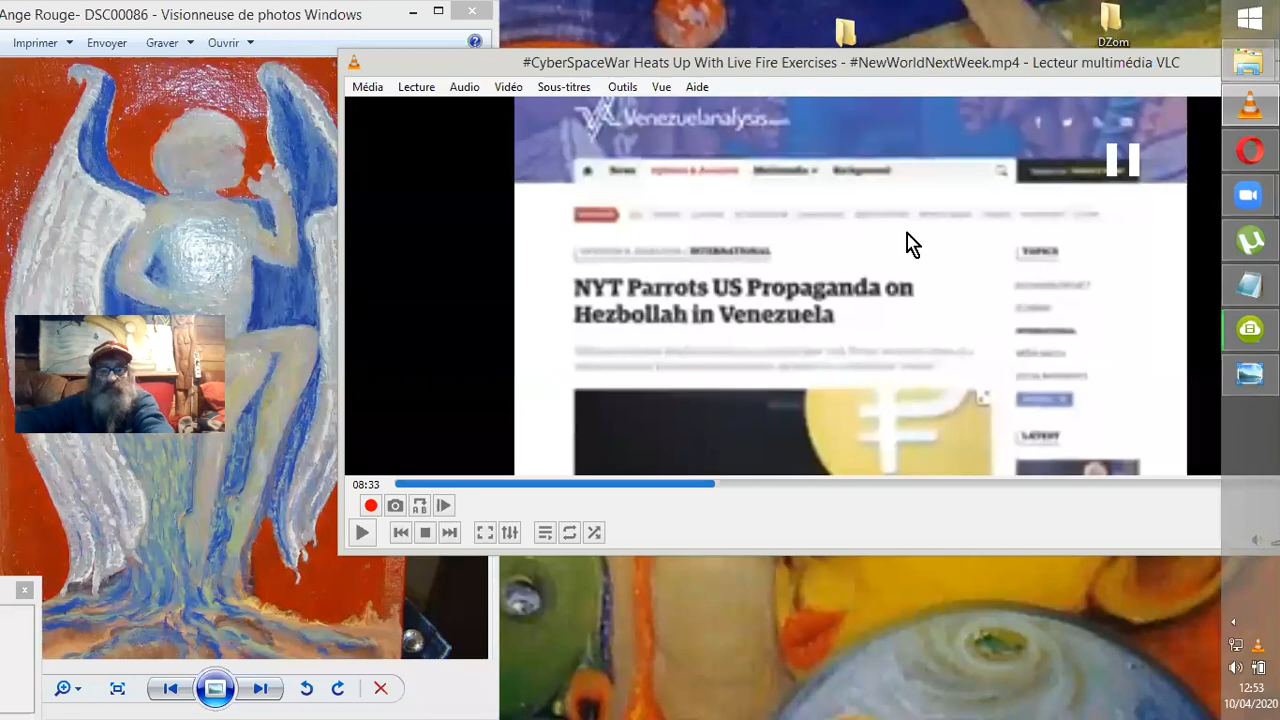 Ange Rouge- DSC00086 - Visionneuse de photos Windows
Imprimer
Envoyer
Graver
Ouvrir
DZom
#CyberSpaceWar Heats Up With Live Fire Exercises - #NewWorldNextWeek.mp4 - Lecteur multimédia VLC
Média
Lecture
Audio
Vidéo
Sous-titres
Outils
Vue
Aide
Venezuelanalysis
News
Opinion & Analysis
Multimedia
Background
INTERNATIONAL
TOPICS
NYT Parrots US Propaganda on
Hezbollah in Venezuela
LATEST
08:33
12:53
10/04/2020